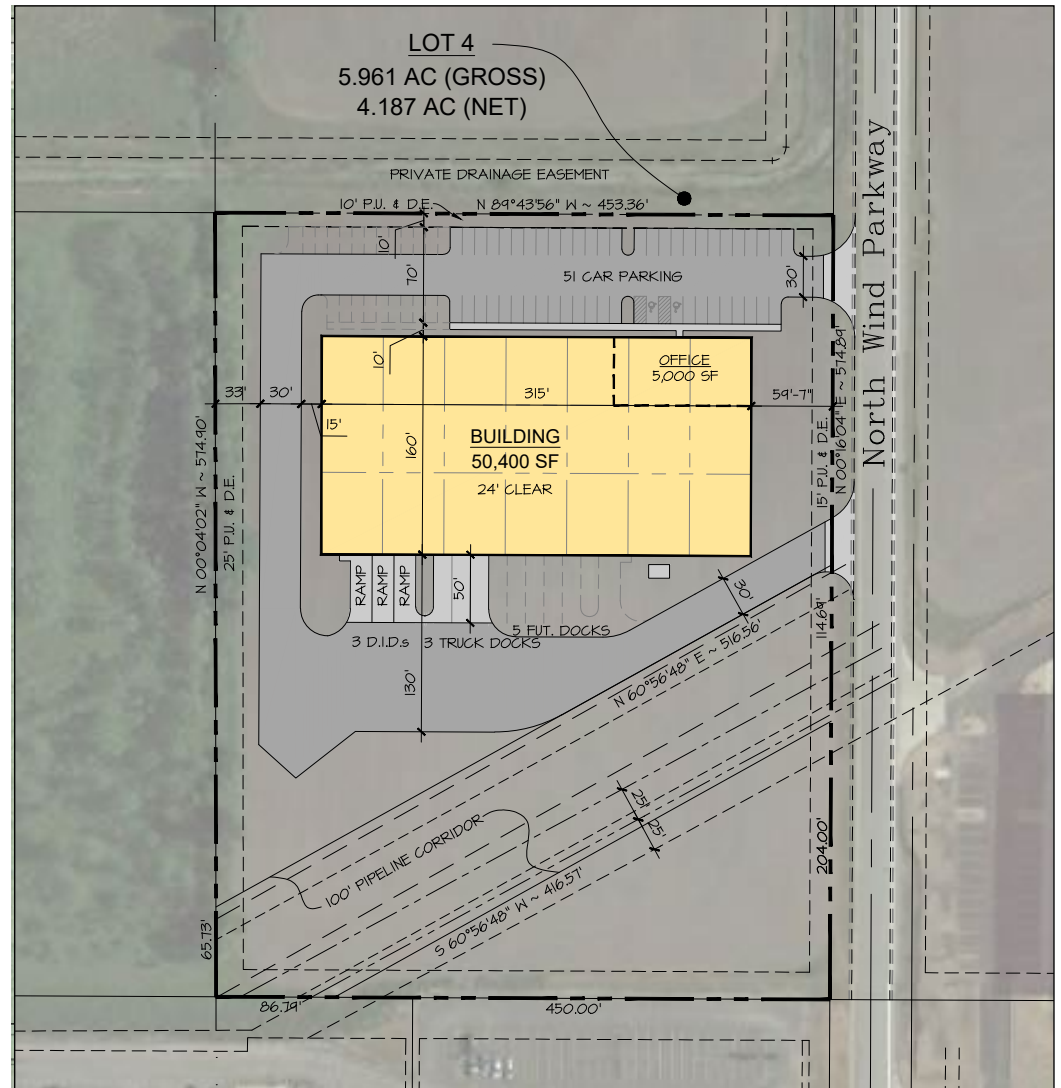 LOT 4
5.961 AC (GROSS)
4.187 AC (NET)
PRIVATE DRAINAGE EASEMENT
10' P.U. & D.E.
N 89°43'56" W ~ 453.36'
North Wind Parkway
10'
70'
51 CAR PARKING
30'
10'
OFFICE
5,000 SF
33'
30'
315'
59'-7"
15'
160'
BUILDING
50,400 SF
24' CLEAR
N 00°04'02" W ~ 574.90'
25' P.U. & D.E.
15' P.U. & D.E.
N 00°16'04" E ~ 574.89'
RAMP
RAMP
RAMP
50'
30'
114.69'
5 FUT. DOCKS
3 D.I.D.s
3 TRUCK DOCKS
130'
N 60°56'48" E ~ 516.56'
25'
25'
100' PIPELINE CORRIDOR
S 60°56'48" W ~ 416.57'
204.00'
65.73'
86.79'
450.00'